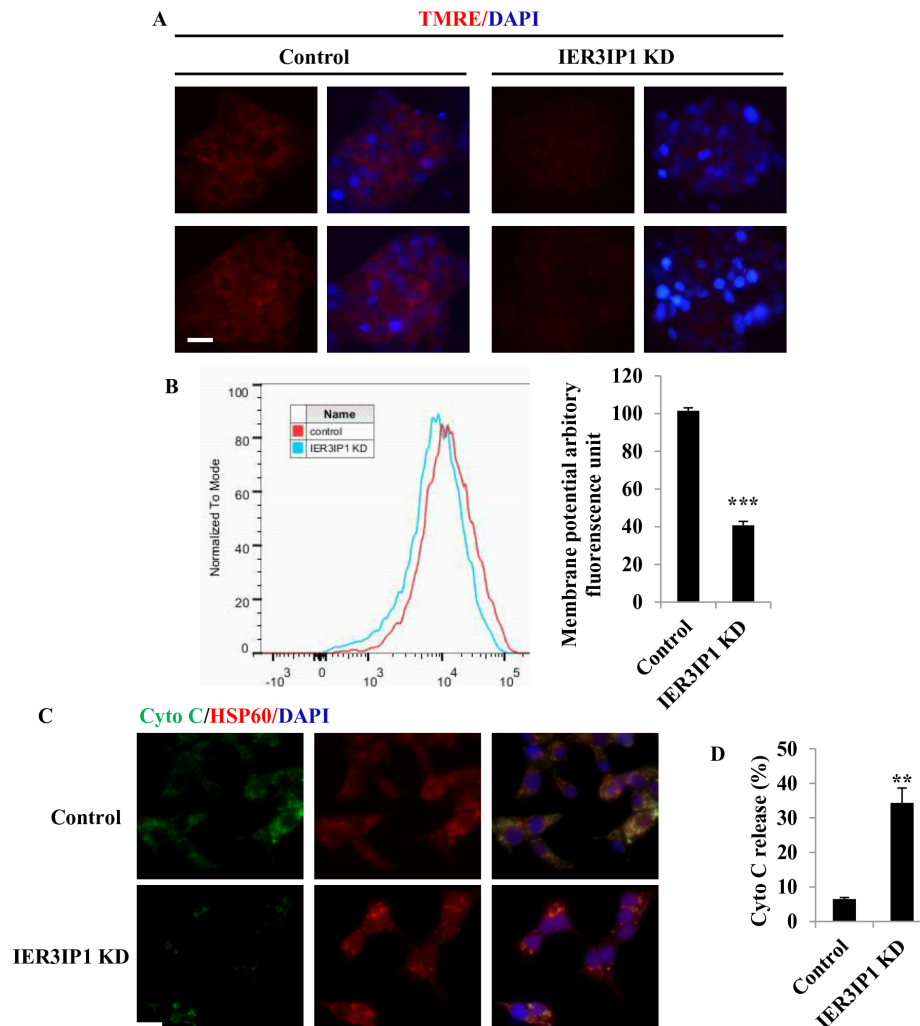 A
TMRE/DAPI
Control
IER3IP1 KD
B
100
80
60
40
20
0
Normalized To Mode
Name
control
IER3IP1 KD
-10³
0
10³
10⁴
10⁵
Membrane potential arbitory
fluorescence unit
120
100
80
60
40
20
0
***
Control
IER3IP1 KD
C
Cyto C/HSP60/DAPI
Control
IER3IP1 KD
D
Cyto C release (%)
50
40
30
20
10
0
**
Control
IER3IP1 KD